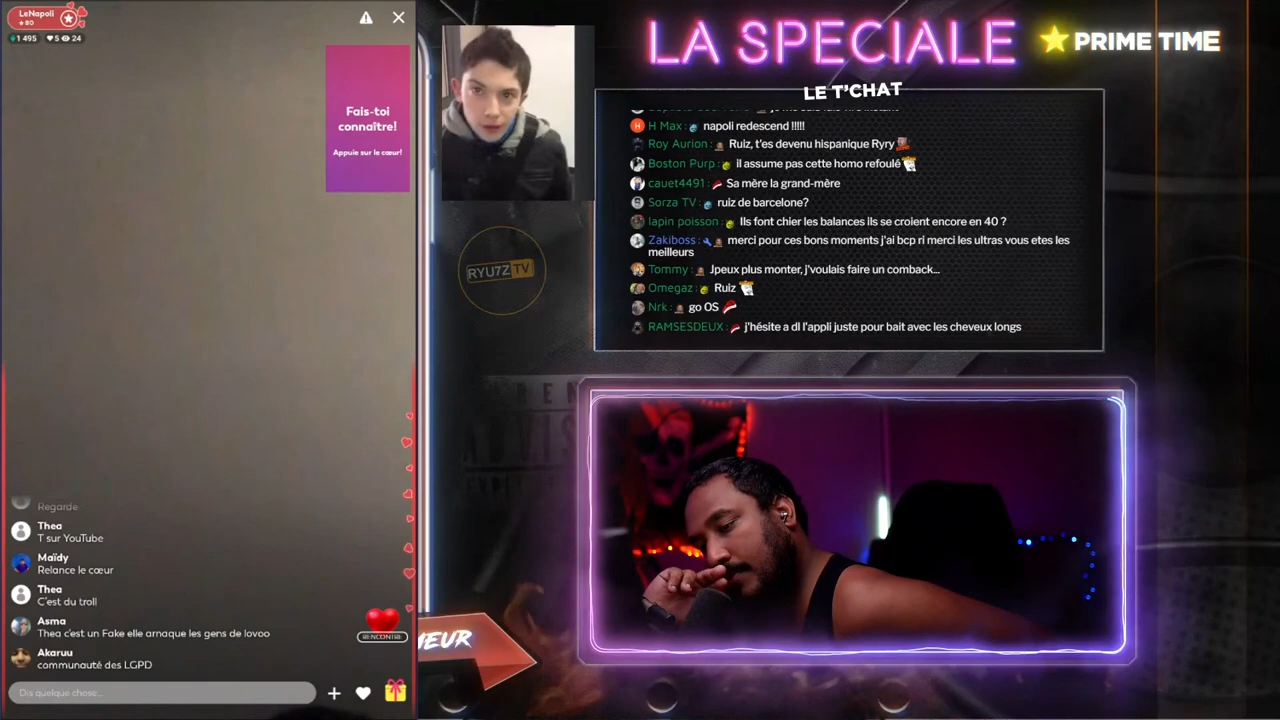 LeNapoli
★80
1 495
5 24
Fais-toi
connaître!
Appuie sur le cœur!
Regarde
Thea
T sur YouTube
Maïdy
Relance le cœur
Thea
C'est du troll
Asma
Thea c'est un Fake elle arnaque les gens de lovoo
Akaruu
communauté des LGPD
RENCONTRE
Dis quelque chose...
LA SPECIALE
PRIME TIME
LE T'CHAT
H Max : napoli redescend !!!!!
Roy Aurion : Ruiz, t'es devenu hispanique Ryry
Boston Purp : il assume pas cette homo refoulé
cauet4491 : Sa mère la grand-mère
Sorza TV : ruiz de barcelone?
lapin poisson : Ils font chier les balances ils se croient encore en 40 ?
Zakiboss : merci pour ces bons moments j'ai bcp ri merci les ultras vous etes les
meilleurs
Tommy : Jpeux plus monter, j'voulais faire un comback...
Omegaz : Ruiz
Nrk : go OS
RAMSESDEUX : j'hésite a dl l'appli juste pour bait avec les cheveux longs
RYU7Z TV
MEUR